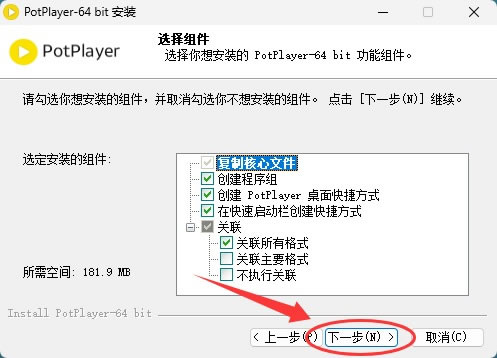 PotPlayer-64 bit 安装
PotPlayer
选择组件
选择你想安装的 PotPlayer-64 bit 功能组件。
请勾选你想安装的组件，并取消勾选你不想安装的组件。 点击 [下一步(N)] 继续。
选定安装的组件:
复制核心文件
创建程序组
创建 PotPlayer 桌面快捷方式
在快速启动栏创建快捷方式
关联
关联所有格式
关联主要格式
不执行关联
所需空间: 181.9 MB
Install PotPlayer-64 bit
< 上一步(P)
下一步(N) >
取消(C)